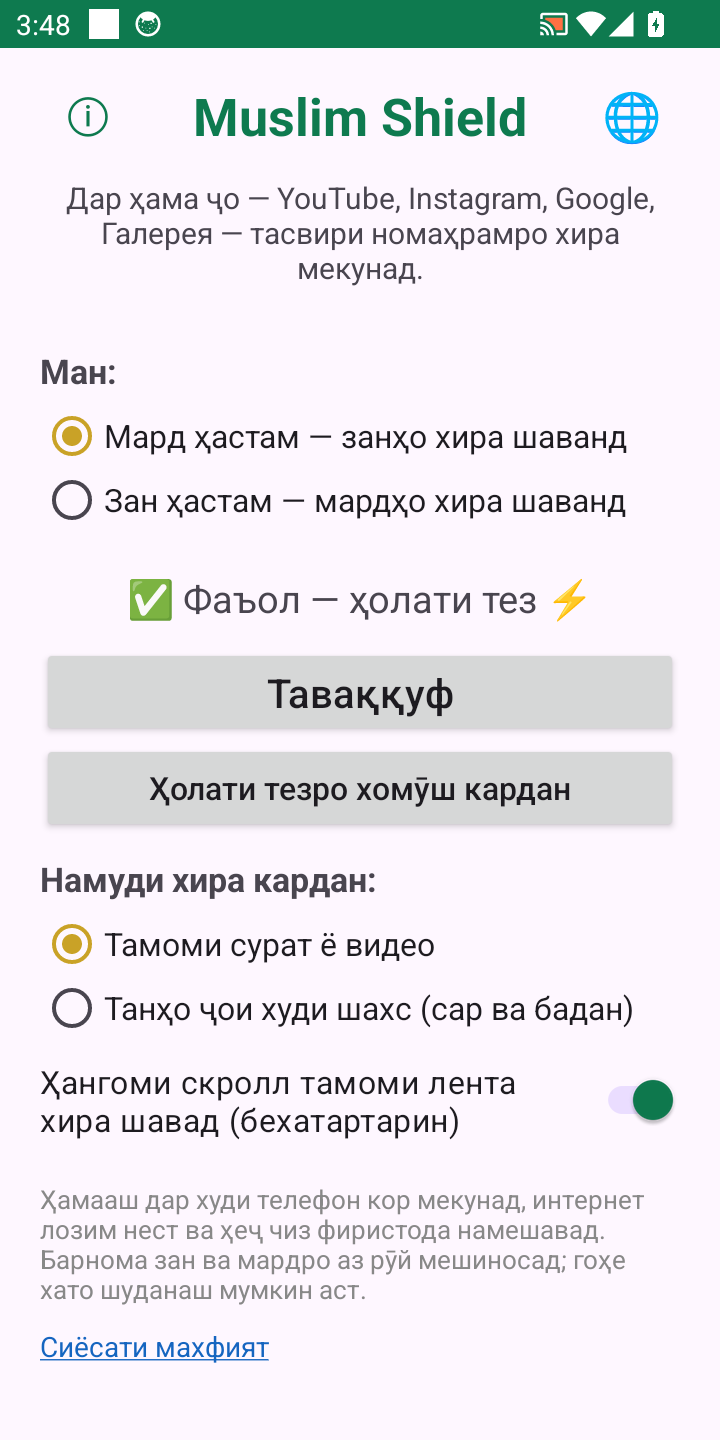 3:48
Muslim Shield
Дар ҳама ҷо — YouTube, Instagram, Google,
Галерея — тасвири номаҳрамро хира
мекунад.
Ман:
Мард ҳастам — занҳо хира шаванд
Зан ҳастам — мардҳо хира шаванд
✅ Фаъол — ҳолати тез ⚡
Таваққуф
Ҳолати тезро хомӯш кардан
Намуди хира кардан:
Тамоми сурат ё видео
Танҳо ҷои худи шахс (сар ва бадан)
Ҳангоми скролл тамоми лента
хира шавад (бехатартарин)
Ҳамааш дар худи телефон кор мекунад, интернет
лозим нест ва ҳеҷ чиз фиристода намешавад.
Барнома зан ва мардро аз рӯй мешиносад; гоҳе
хато шуданаш мумкин аст.
Сиёсати махфият